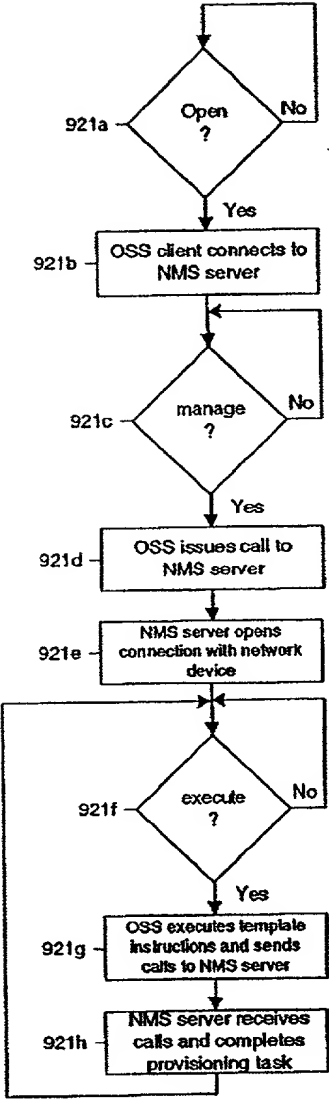 Open
?
No
921a
Yes
OSS client connects to
NMS server
921b
manage
?
No
921c
Yes
OSS issues call to
NMS server
921d
NMS server opens
connection with network
device
921e
execute
?
No
921f
Yes
OSS executes template
instructions and sends
calls to NMS server
921g
NMS server receives
calls and completes
provisioning task
921h